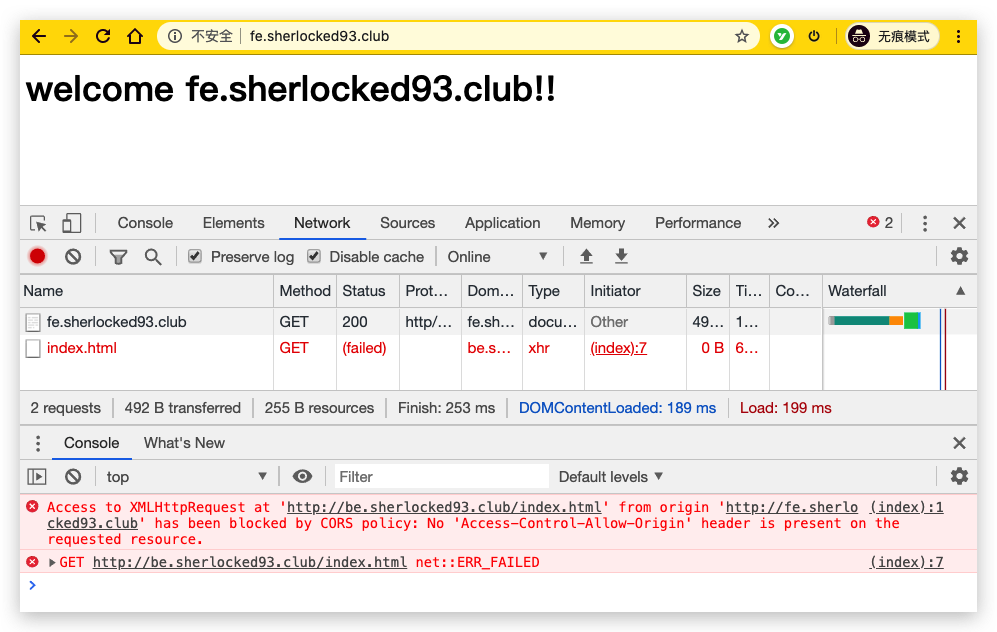 不安全 fe.sherlocked93.club 无痕模式
welcome fe.sherlocked93.club!!
Console Elements Network Sources Application Memory Performance » 2
Preserve log Disable cache Online
Name Method Status Prot… Dom… Type Initiator Size Ti… Co… Waterfall
fe.sherlocked93.club GET 200 http/… fe.sh… docu… Other 49… 1…
index.html GET (failed) be.s… xhr (index):7 0 B 6…
2 requests 492 B transferred 255 B resources Finish: 253 ms DOMContentLoaded: 189 ms Load: 199 ms
Console What's New
top Filter Default levels
Access to XMLHttpRequest at 'http://be.sherlocked93.club/index.html' from origin 'http://fe.sherlo (index):1
cked93.club' has been blocked by CORS policy: No 'Access-Control-Allow-Origin' header is present on the
requested resource.
GET http://be.sherlocked93.club/index.html net::ERR_FAILED (index):7